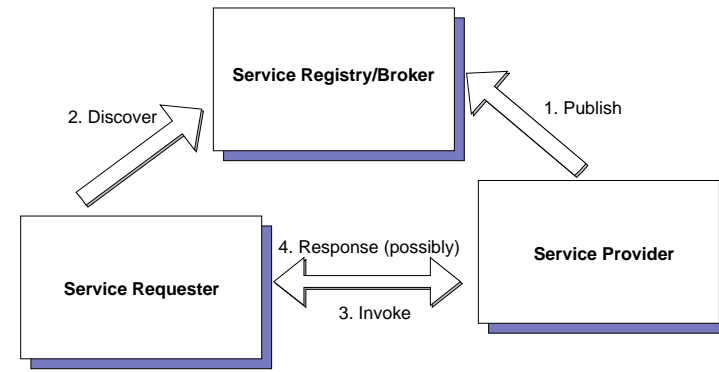 Service Registry/Broker
2. Discover
1. Publish
Service Requester
4. Response (possibly)
3. Invoke
Service Provider